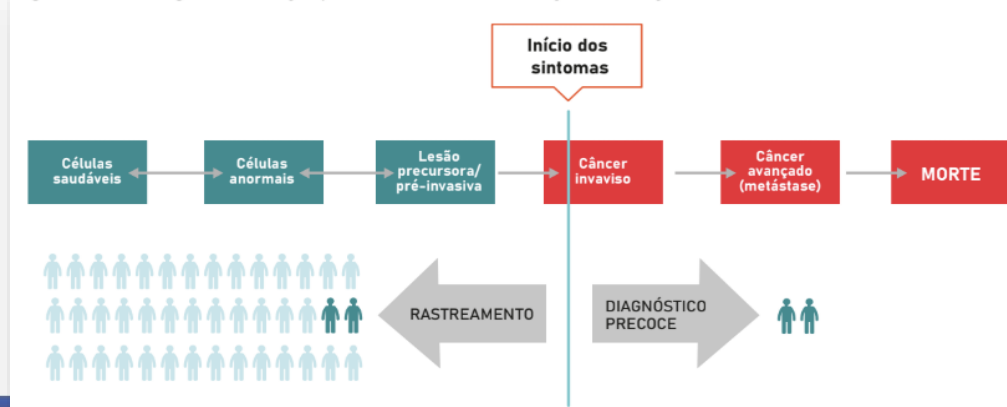 Início dos
sintomas
Células
saudáveis
Células
anormais
Lesão
precursora/
pré-invasiva
Câncer
invaviso
Câncer
avançado
(metástase)
MORTE
RASTREAMENTO
DIAGNÓSTICO
PRECOCE